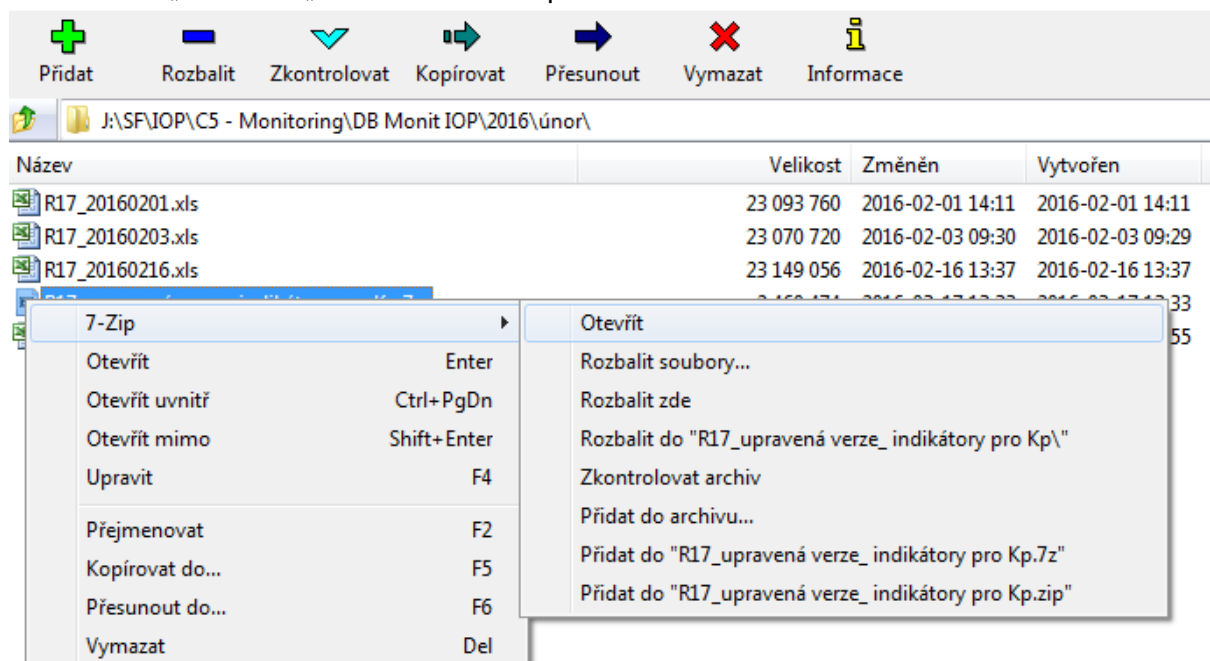 Přidat Rozbalit Zkontrolovat Kopírovat Přesunout Vymazat Informace
J:\SF\IOP\C5 - Monitoring\DB Monit IOP\2016\únor\
Název Velikost Změněn Vytvořen
R17_20160201.xls 23 093 760 2016-02-01 14:11 2016-02-01 14:11
R17_20160203.xls 23 070 720 2016-02-03 09:30 2016-02-03 09:29
R17_20160216.xls 23 149 056 2016-02-16 13:37 2016-02-16 13:37
33
55
7-Zip
Otevřít Enter
Otevřít uvnitř Ctrl+PgDn
Otevřít mimo Shift+Enter
Upravit F4
Přejmenovat F2
Kopírovat do... F5
Přesunout do... F6
Vymazat Del
Otevřít
Rozbalit soubory...
Rozbalit zde
Rozbalit do "R17_upravená verze_ indikátory pro Kp\"
Zkontrolovat archiv
Přidat do archivu...
Přidat do "R17_upravená verze_ indikátory pro Kp.7z"
Přidat do "R17_upravená verze_ indikátory pro Kp.zip"